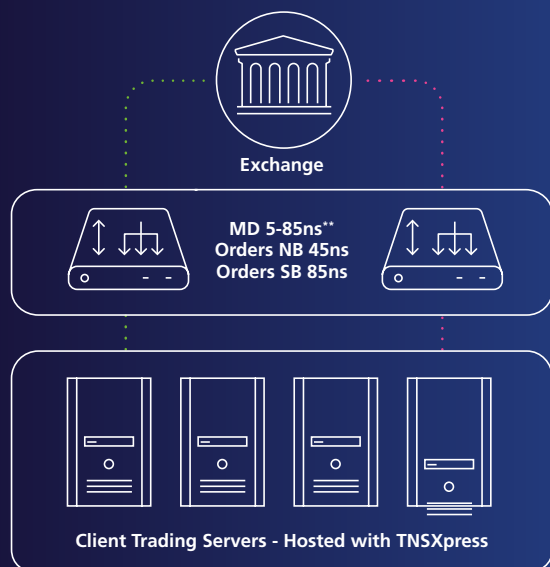 Exchange
MD 5-85ns**
Orders NB 45ns
Orders SB 85ns
Client Trading Servers - Hosted with TNSXpress